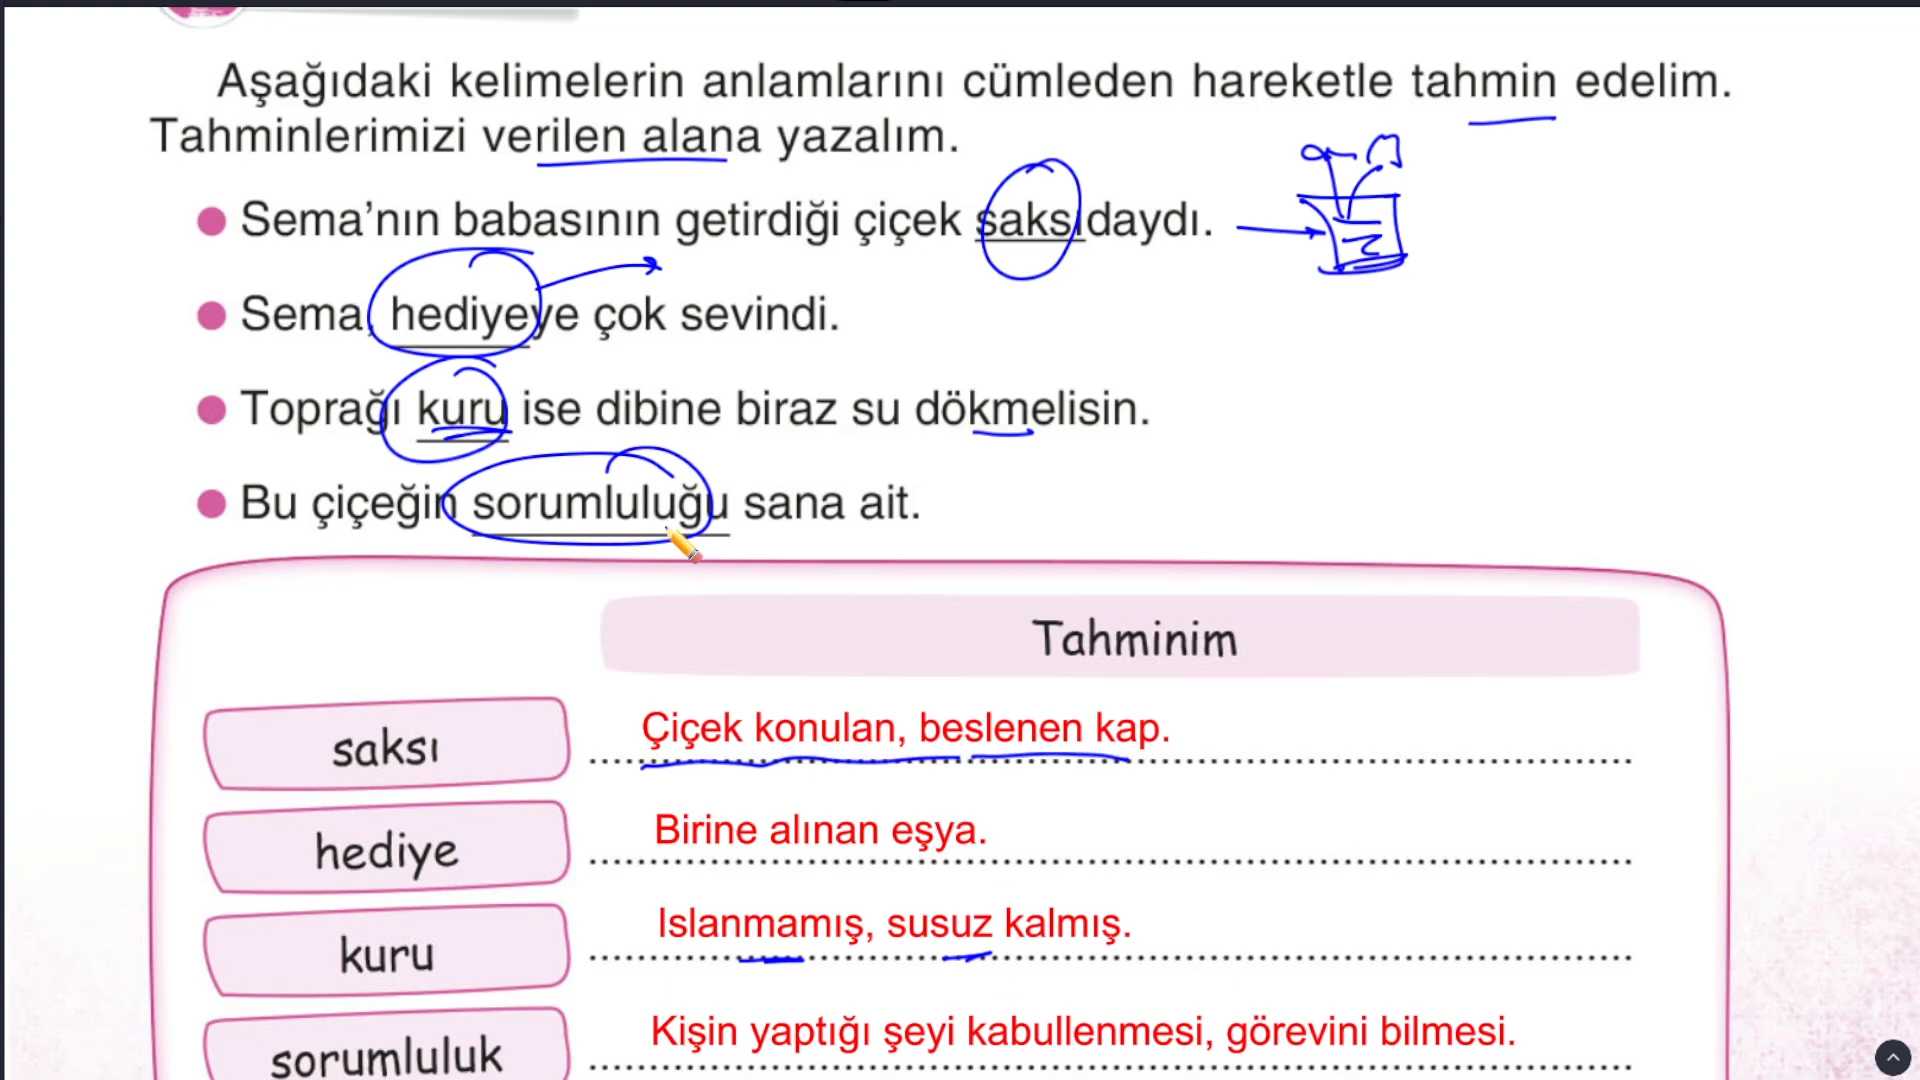 Aşağıdaki kelimelerin anlamlarını cümleden hareketle tahmin edelim.
Tahminlerimizi verilen alana yazalım.
Sema’nın babasının getirdiği çiçek saksıdaydı.
Sema, hediyeye çok sevindi.
Toprağı kuru ise dibine biraz su dökmelisin.
Bu çiçeğin sorumluluğu sana ait.
Tahminim
saksı
Çiçek konulan, beslenen kap.
hediye
Birine alınan eşya.
kuru
Islanmamış, susuz kalmış.
sorumluluk
Kişin yaptığı şeyi kabullenmesi, görevini bilmesi.